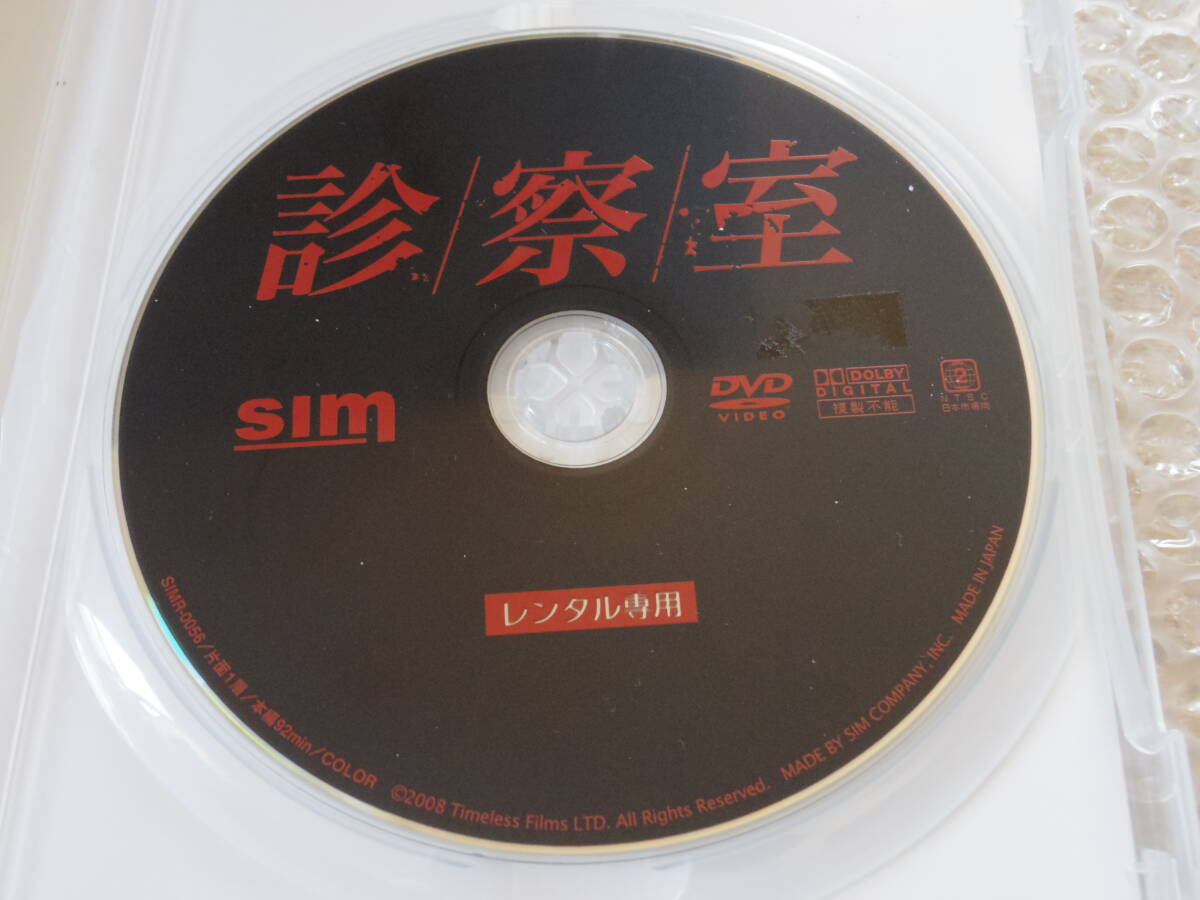 診/察/室
sim
DVD
VIDEO
DOLBY
DIGITAL
複製不能
2
NTSC
日本市場向
レンタル専用
SIMR-0056/片面1層/本編92min/COLOR ©2008 Timeless Films LTD. All Rights Reserved. MADE BY SIM COMPANY, INC. MADE IN JAPAN